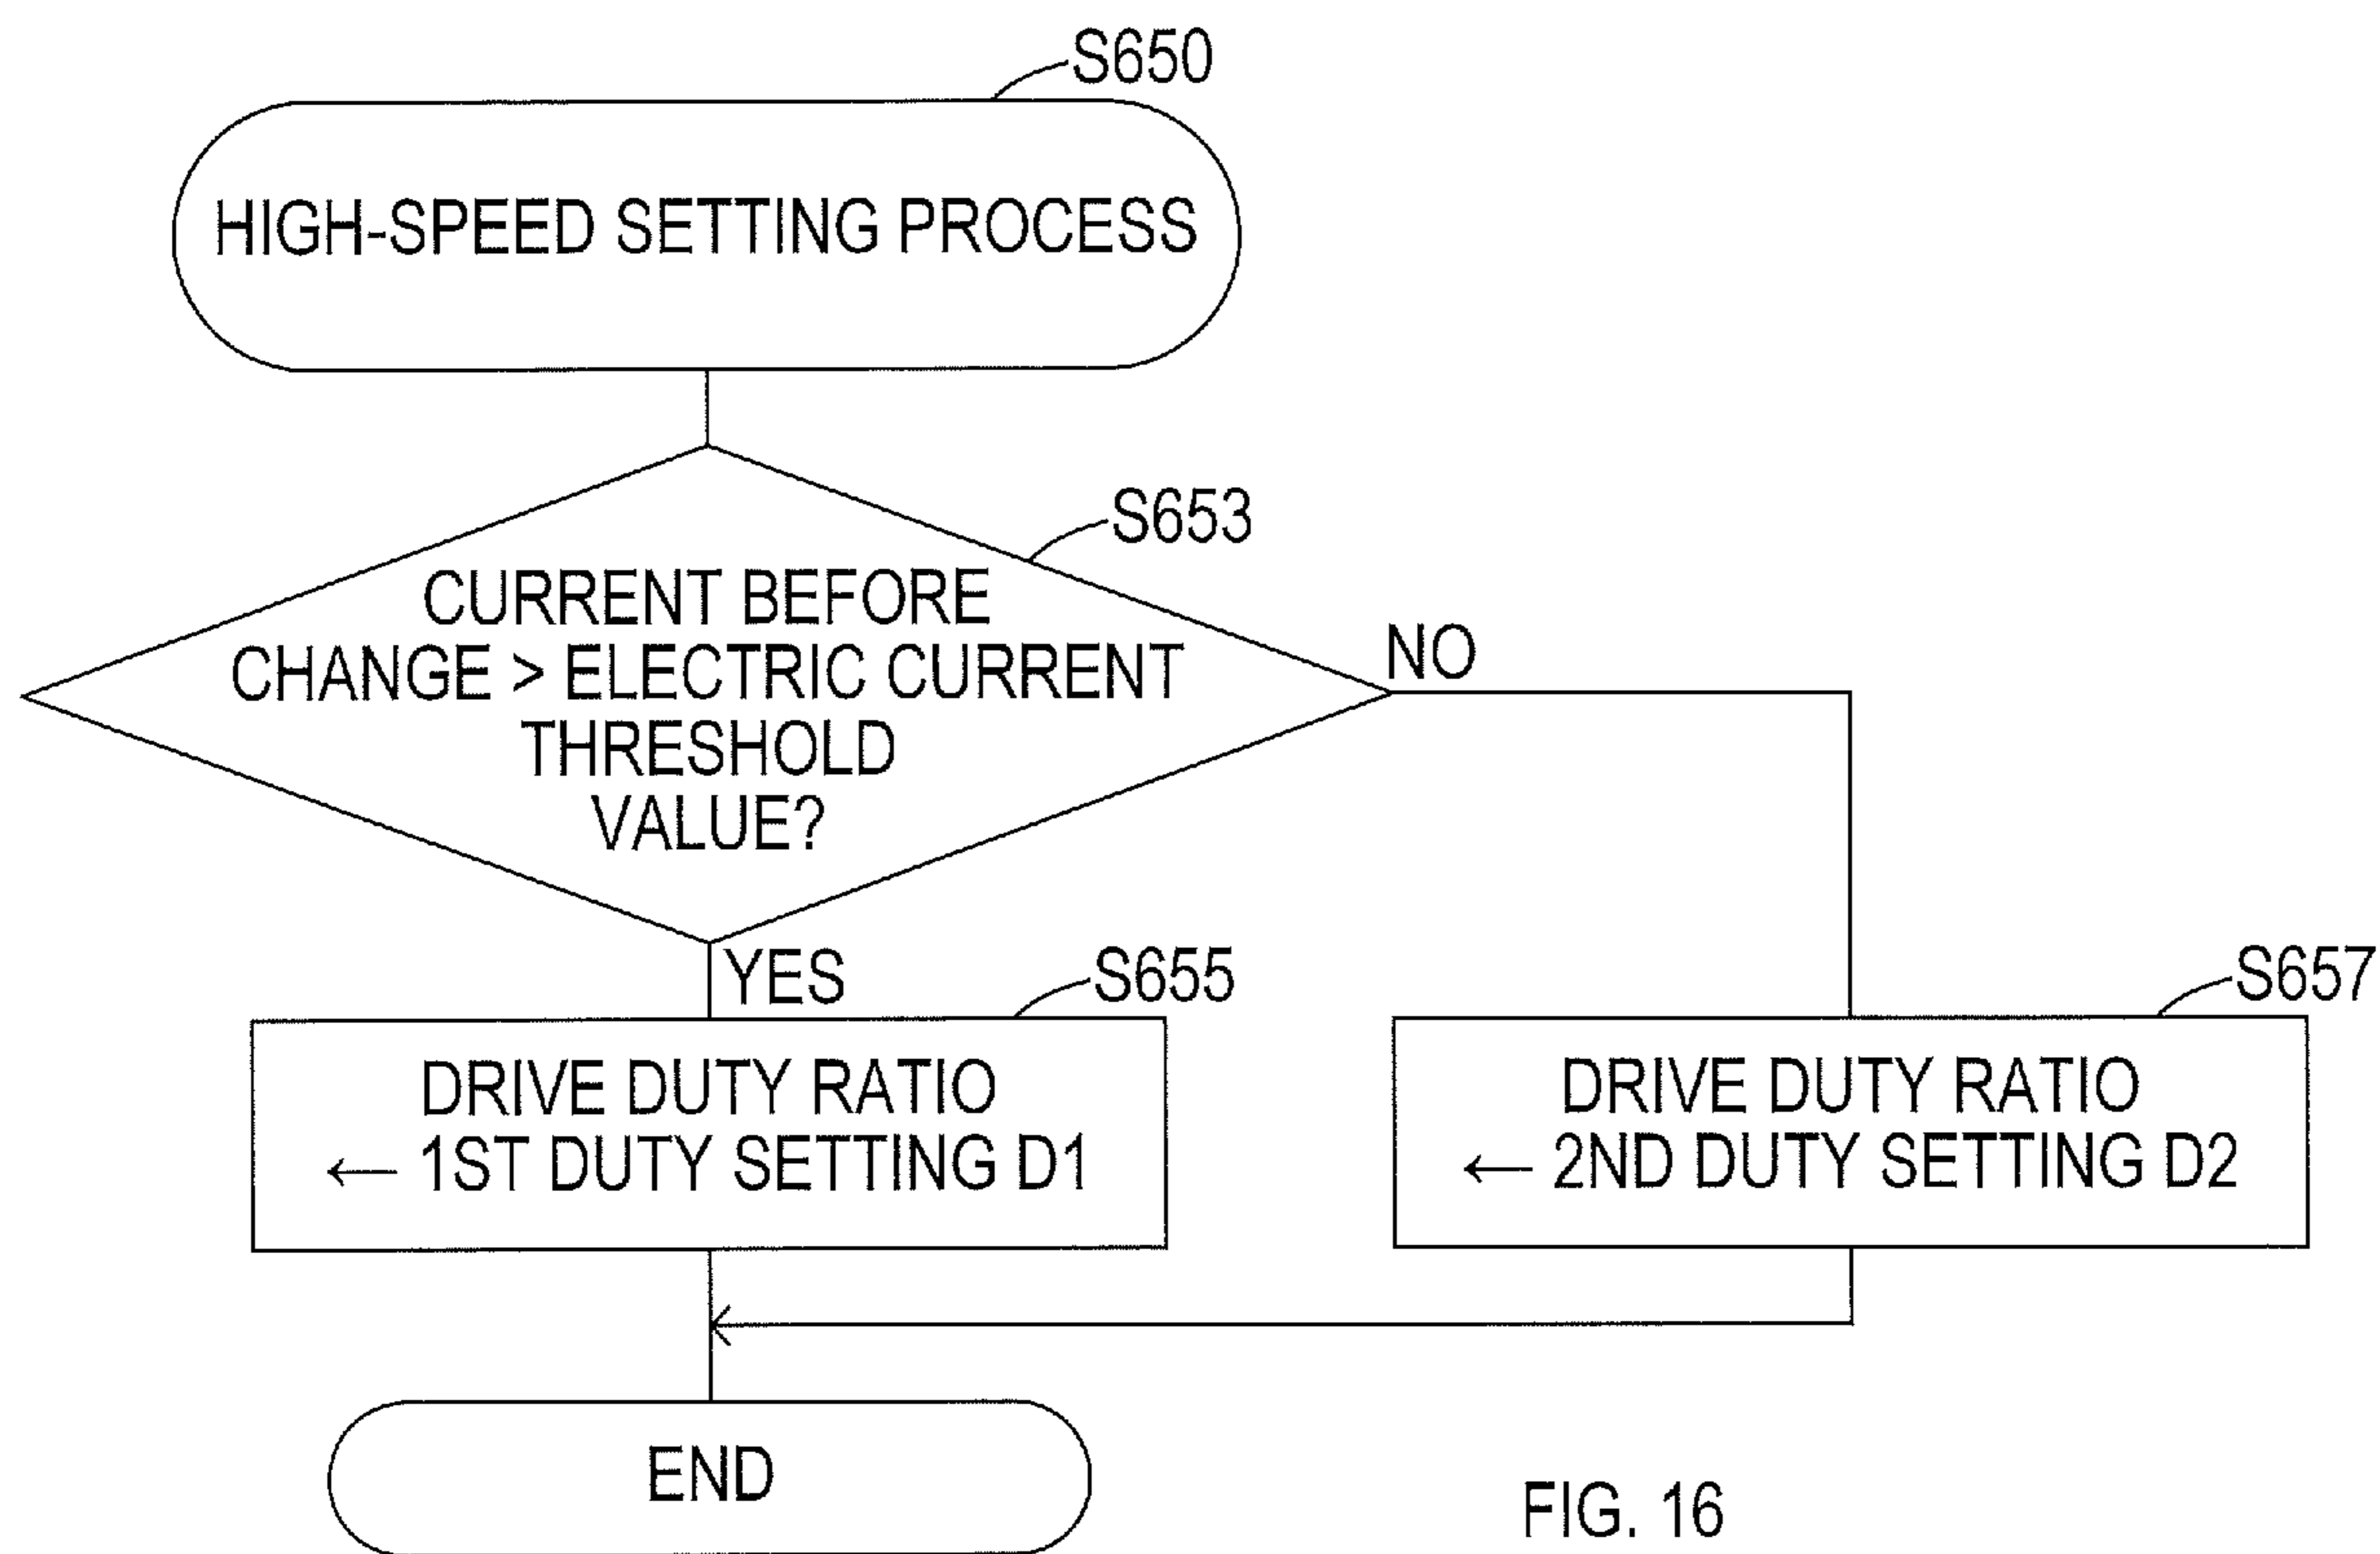 S650
HIGH-SPEED SETTING PROCESS
S653
CURRENT BEFORE
CHANGE > ELECTRIC CURRENT
THRESHOLD
VALUE?
NO
YES
S655
DRIVE DUTY RATIO
← 1ST DUTY SETTING D1
S657
DRIVE DUTY RATIO
← 2ND DUTY SETTING D2
END
FIG. 16